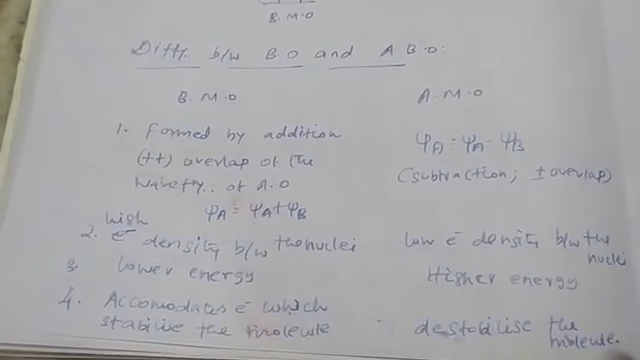 B.M.O
Diff. b/w B.O and A B.O:
B.M.O A.M.O
1. Formed by addition ψA = ψA - ψB
(++) overlap of the (subtraction; ± overlap)
of A.O
ψA = ψA + ψB
high
2. e⁻ density b/w the nuclei low e⁻ density b/w the
nuclei
3. lower energy Higher energy
4. Accomodates e⁻ which
stabilise the molecule destabilise the
molecule.